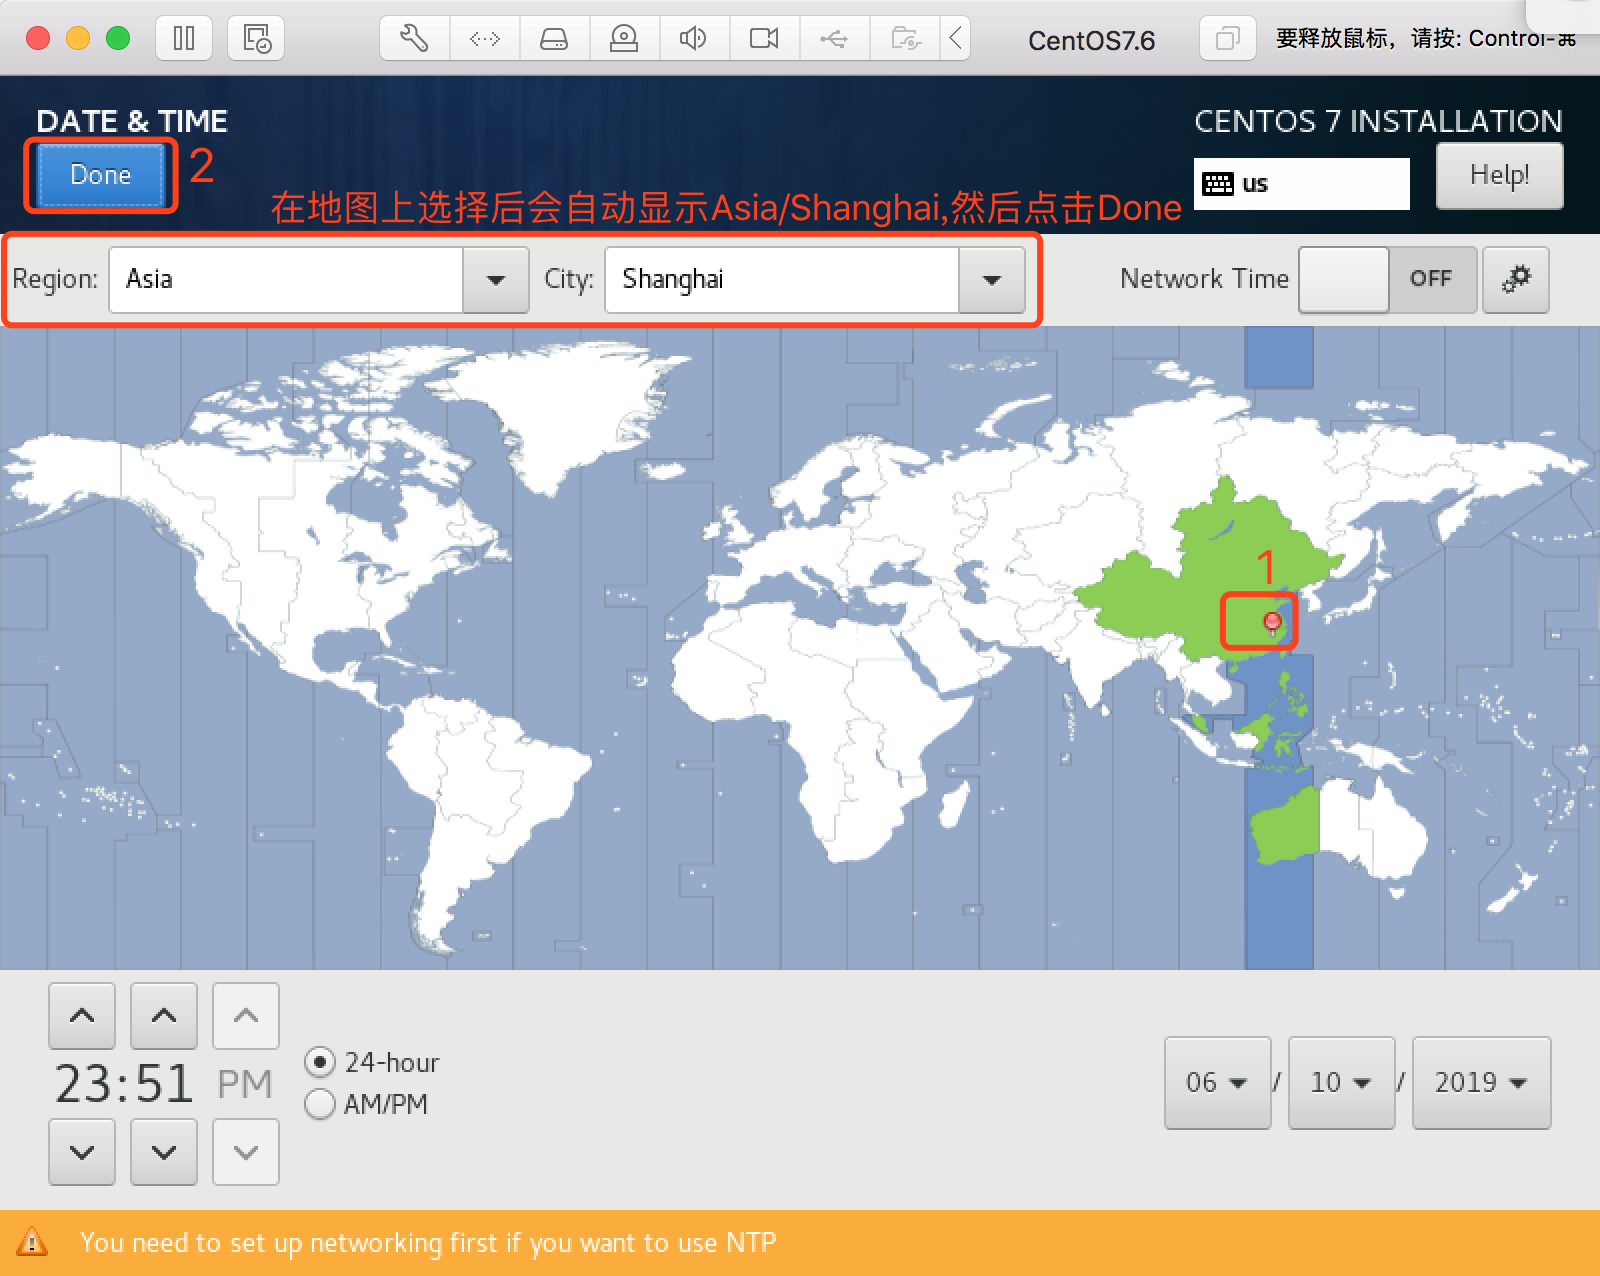 CentOS7.6
要释放鼠标，请按: Control-⌘
DATE & TIME
CENTOS 7 INSTALLATION
Done
2
us
Help!
在地图上选择后会自动显示Asia/Shanghai,然后点击Done
Region:
Asia
City:
Shanghai
Network Time
OFF
1
23:51
PM
24-hour
AM/PM
06 / 10 / 2019
You need to set up networking first if you want to use NTP